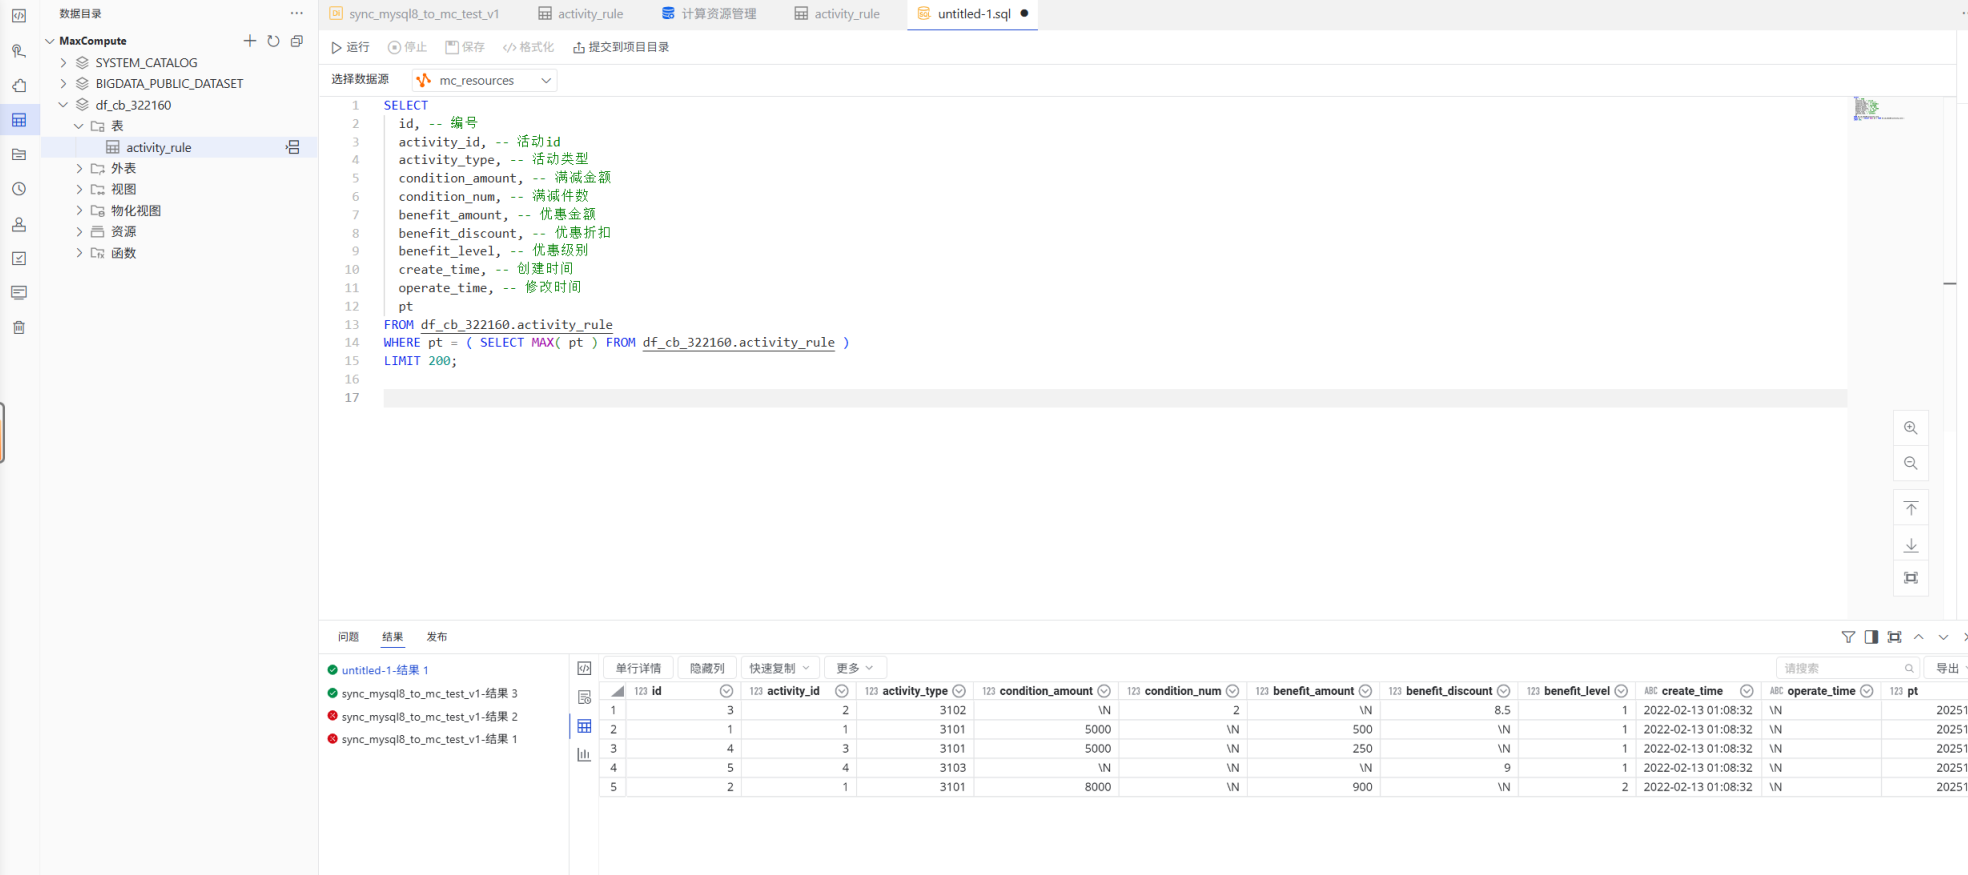 数据目录
MaxCompute
SYSTEM_CATALOG
BIGDATA_PUBLIC_DATASET
df_cb_322160
表
activity_rule
外表
视图
物化视图
资源
函数
sync_mysql8_to_mc_test_v1 activity_rule 计算资源管理 activity_rule untitled-1.sql
运行 停止 保存 格式化 提交到项目目录
选择数据源 mc_resources
1 SELECT
2 id, -- 编号
3 activity_id, -- 活动id
4 activity_type, -- 活动类型
5 condition_amount, -- 满减金额
6 condition_num, -- 满减件数
7 benefit_amount, -- 优惠金额
8 benefit_discount, -- 优惠折扣
9 benefit_level, -- 优惠级别
10 create_time, -- 创建时间
11 operate_time, -- 修改时间
12 pt
13 FROM df_cb_322160.activity_rule
14 WHERE pt = ( SELECT MAX( pt ) FROM df_cb_322160.activity_rule )
15 LIMIT 200;
16
17
问题 结果 发布
untitled-1-结果 1
sync_mysql8_to_mc_test_v1-结果 3
sync_mysql8_to_mc_test_v1-结果 2
sync_mysql8_to_mc_test_v1-结果 1
单行详情 隐藏列 快速复制 更多 请搜索 导出
123 id 123 activity_id 123 activity_type 123 condition_amount 123 condition_num 123 benefit_amount 123 benefit_discount 123 benefit_level ABC create_time ABC operate_time 123 pt
1 3 2 3102 \N 2 \N 8.5 1 2022-02-13 01:08:32 \N 20251
2 1 1 3101 5000 \N 500 \N 1 2022-02-13 01:08:32 \N 20251
3 4 3 3101 5000 \N 250 \N 1 2022-02-13 01:08:32 \N 20251
4 5 4 3103 \N \N \N 9 1 2022-02-13 01:08:32 \N 20251
5 2 1 3101 8000 \N 900 \N 2 2022-02-13 01:08:32 \N 20251